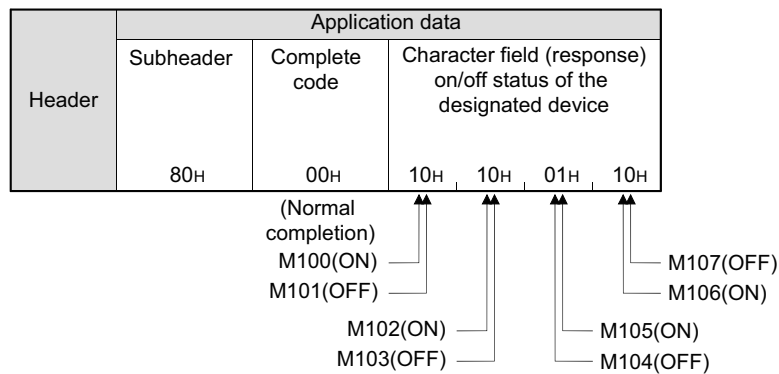 Application data
Header
Subheader
Complete
code
Character field (response)
on/off status of the
designated device
80H 00H 10H 10H 01H 10H
(Normal
completion)
M100(ON) M107(OFF)
M101(OFF) M106(ON)
M102(ON) M105(ON)
M103(OFF) M104(OFF)